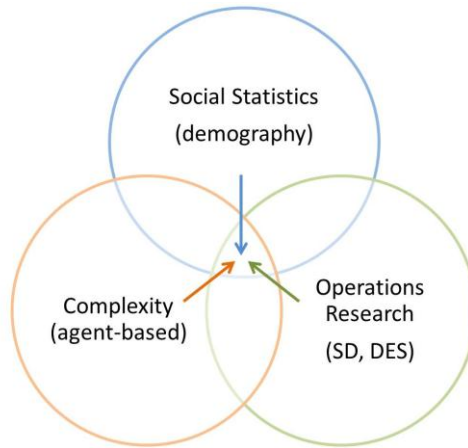 Social Statistics
(demography)
Complexity
(agent-based)
Operations
Research
(SD, DES)